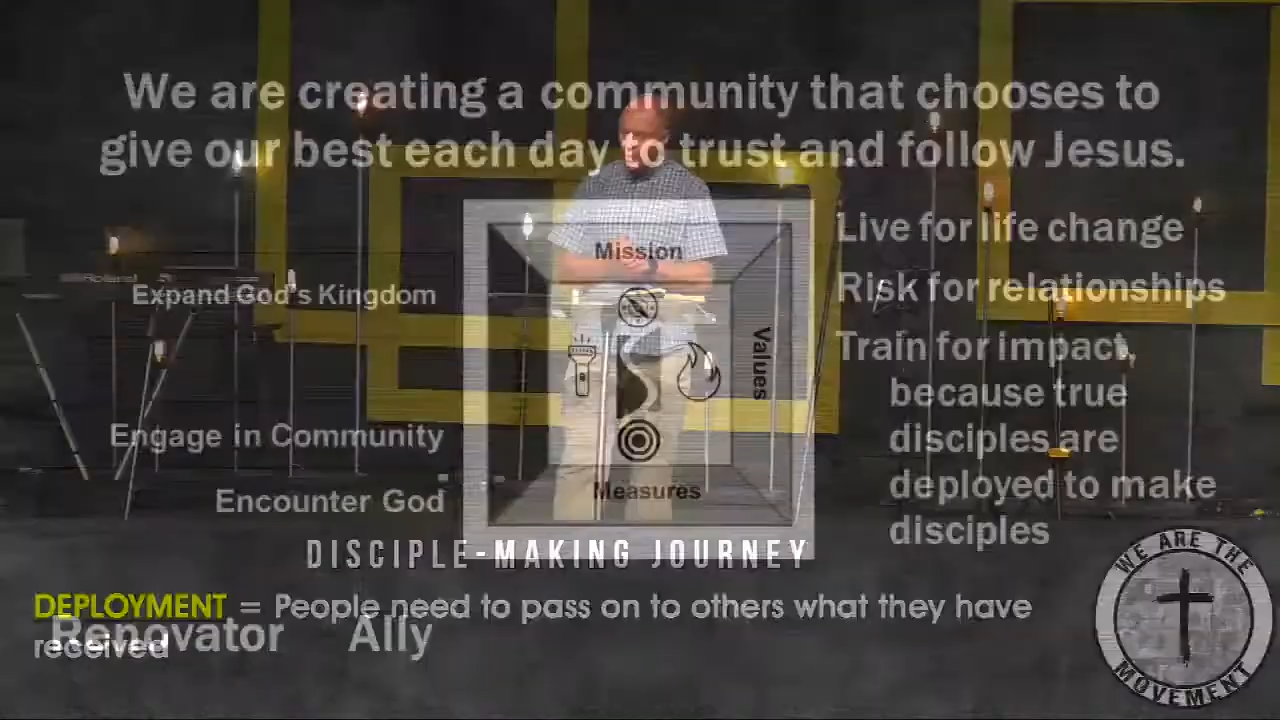 We are creating a community that chooses to
give our best each day to trust and follow Jesus.
Mission
Values
Measures
Expand God's Kingdom
Engage in Community
Encounter God
Live for life change
Risk for relationships
Train for impact,
because true
disciples are
deployed to make
disciples
Roland
DISCIPLE-MAKING JOURNEY
DEPLOYMENT = People need to pass on to others what they have
received
Renovator Ally
WE ARE THE
MOVEMENT